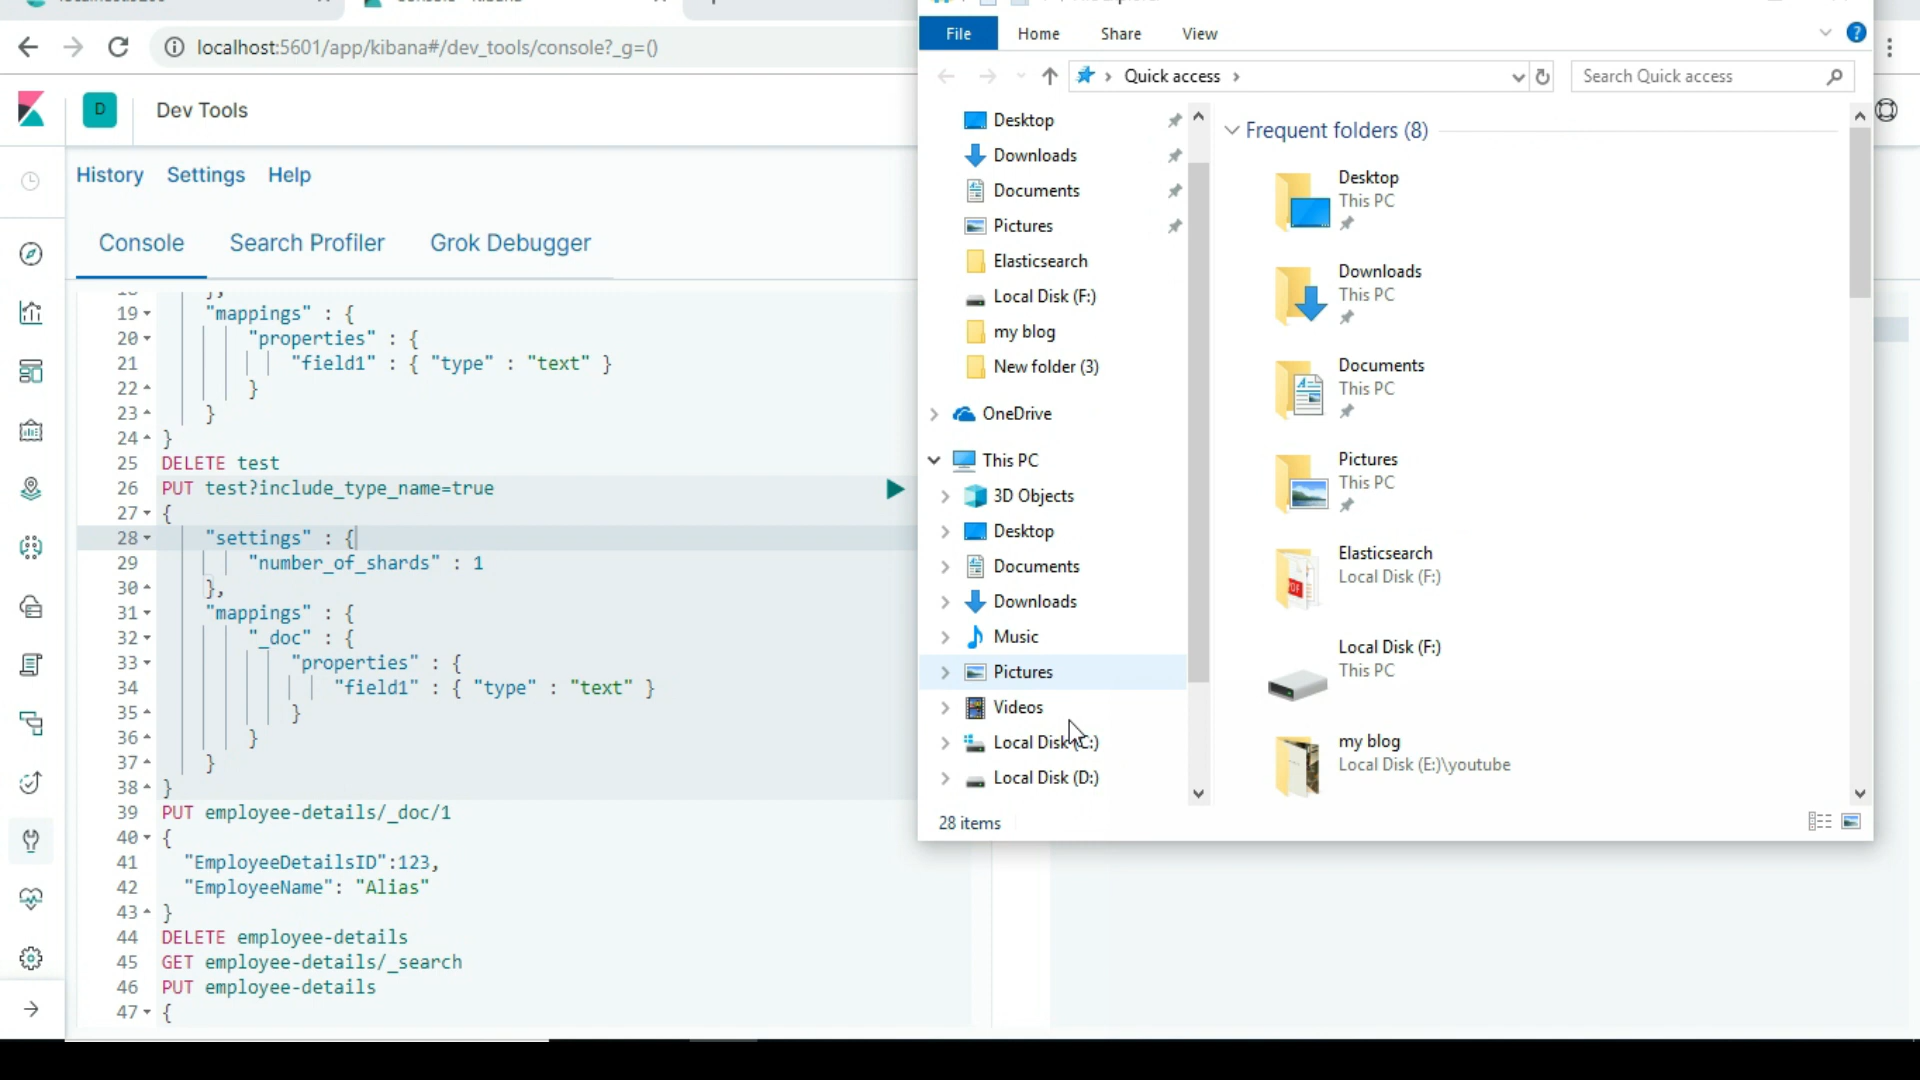 localhost:5601/app/kibana#/dev_tools/console?_g=()
D
Dev Tools
History Settings Help
Console Search Profiler Grok Debugger
19 "mappings" : {
20 "properties" : {
21 "field1" : { "type" : "text" }
22 }
23 }
24 }
25 DELETE test
26 PUT test?include_type_name=true
27 {
28 "settings" : {
29 "number_of_shards" : 1
30 },
31 "mappings" : {
32 "_doc" : {
33 "properties" : {
34 "field1" : { "type" : "text" }
35 }
36 }
37 }
38 }
39 PUT employee-details/_doc/1
40 {
41 "EmployeeDetailsID":123,
42 "EmployeeName": "Alias"
43 }
44 DELETE employee-details
45 GET employee-details/_search
46 PUT employee-details
47 {
File Home Share View
Quick access
Search Quick access
Desktop
Downloads
Documents
Pictures
Elasticsearch
Local Disk (F:)
my blog
New folder (3)
OneDrive
This PC
3D Objects
Desktop
Documents
Downloads
Music
Pictures
Videos
Local Disk (C:)
Local Disk (D:)
28 items
Frequent folders (8)
Desktop
This PC
Downloads
This PC
Documents
This PC
Pictures
This PC
Elasticsearch
Local Disk (F:)
Local Disk (F:)
This PC
my blog
Local Disk (E:)\youtube